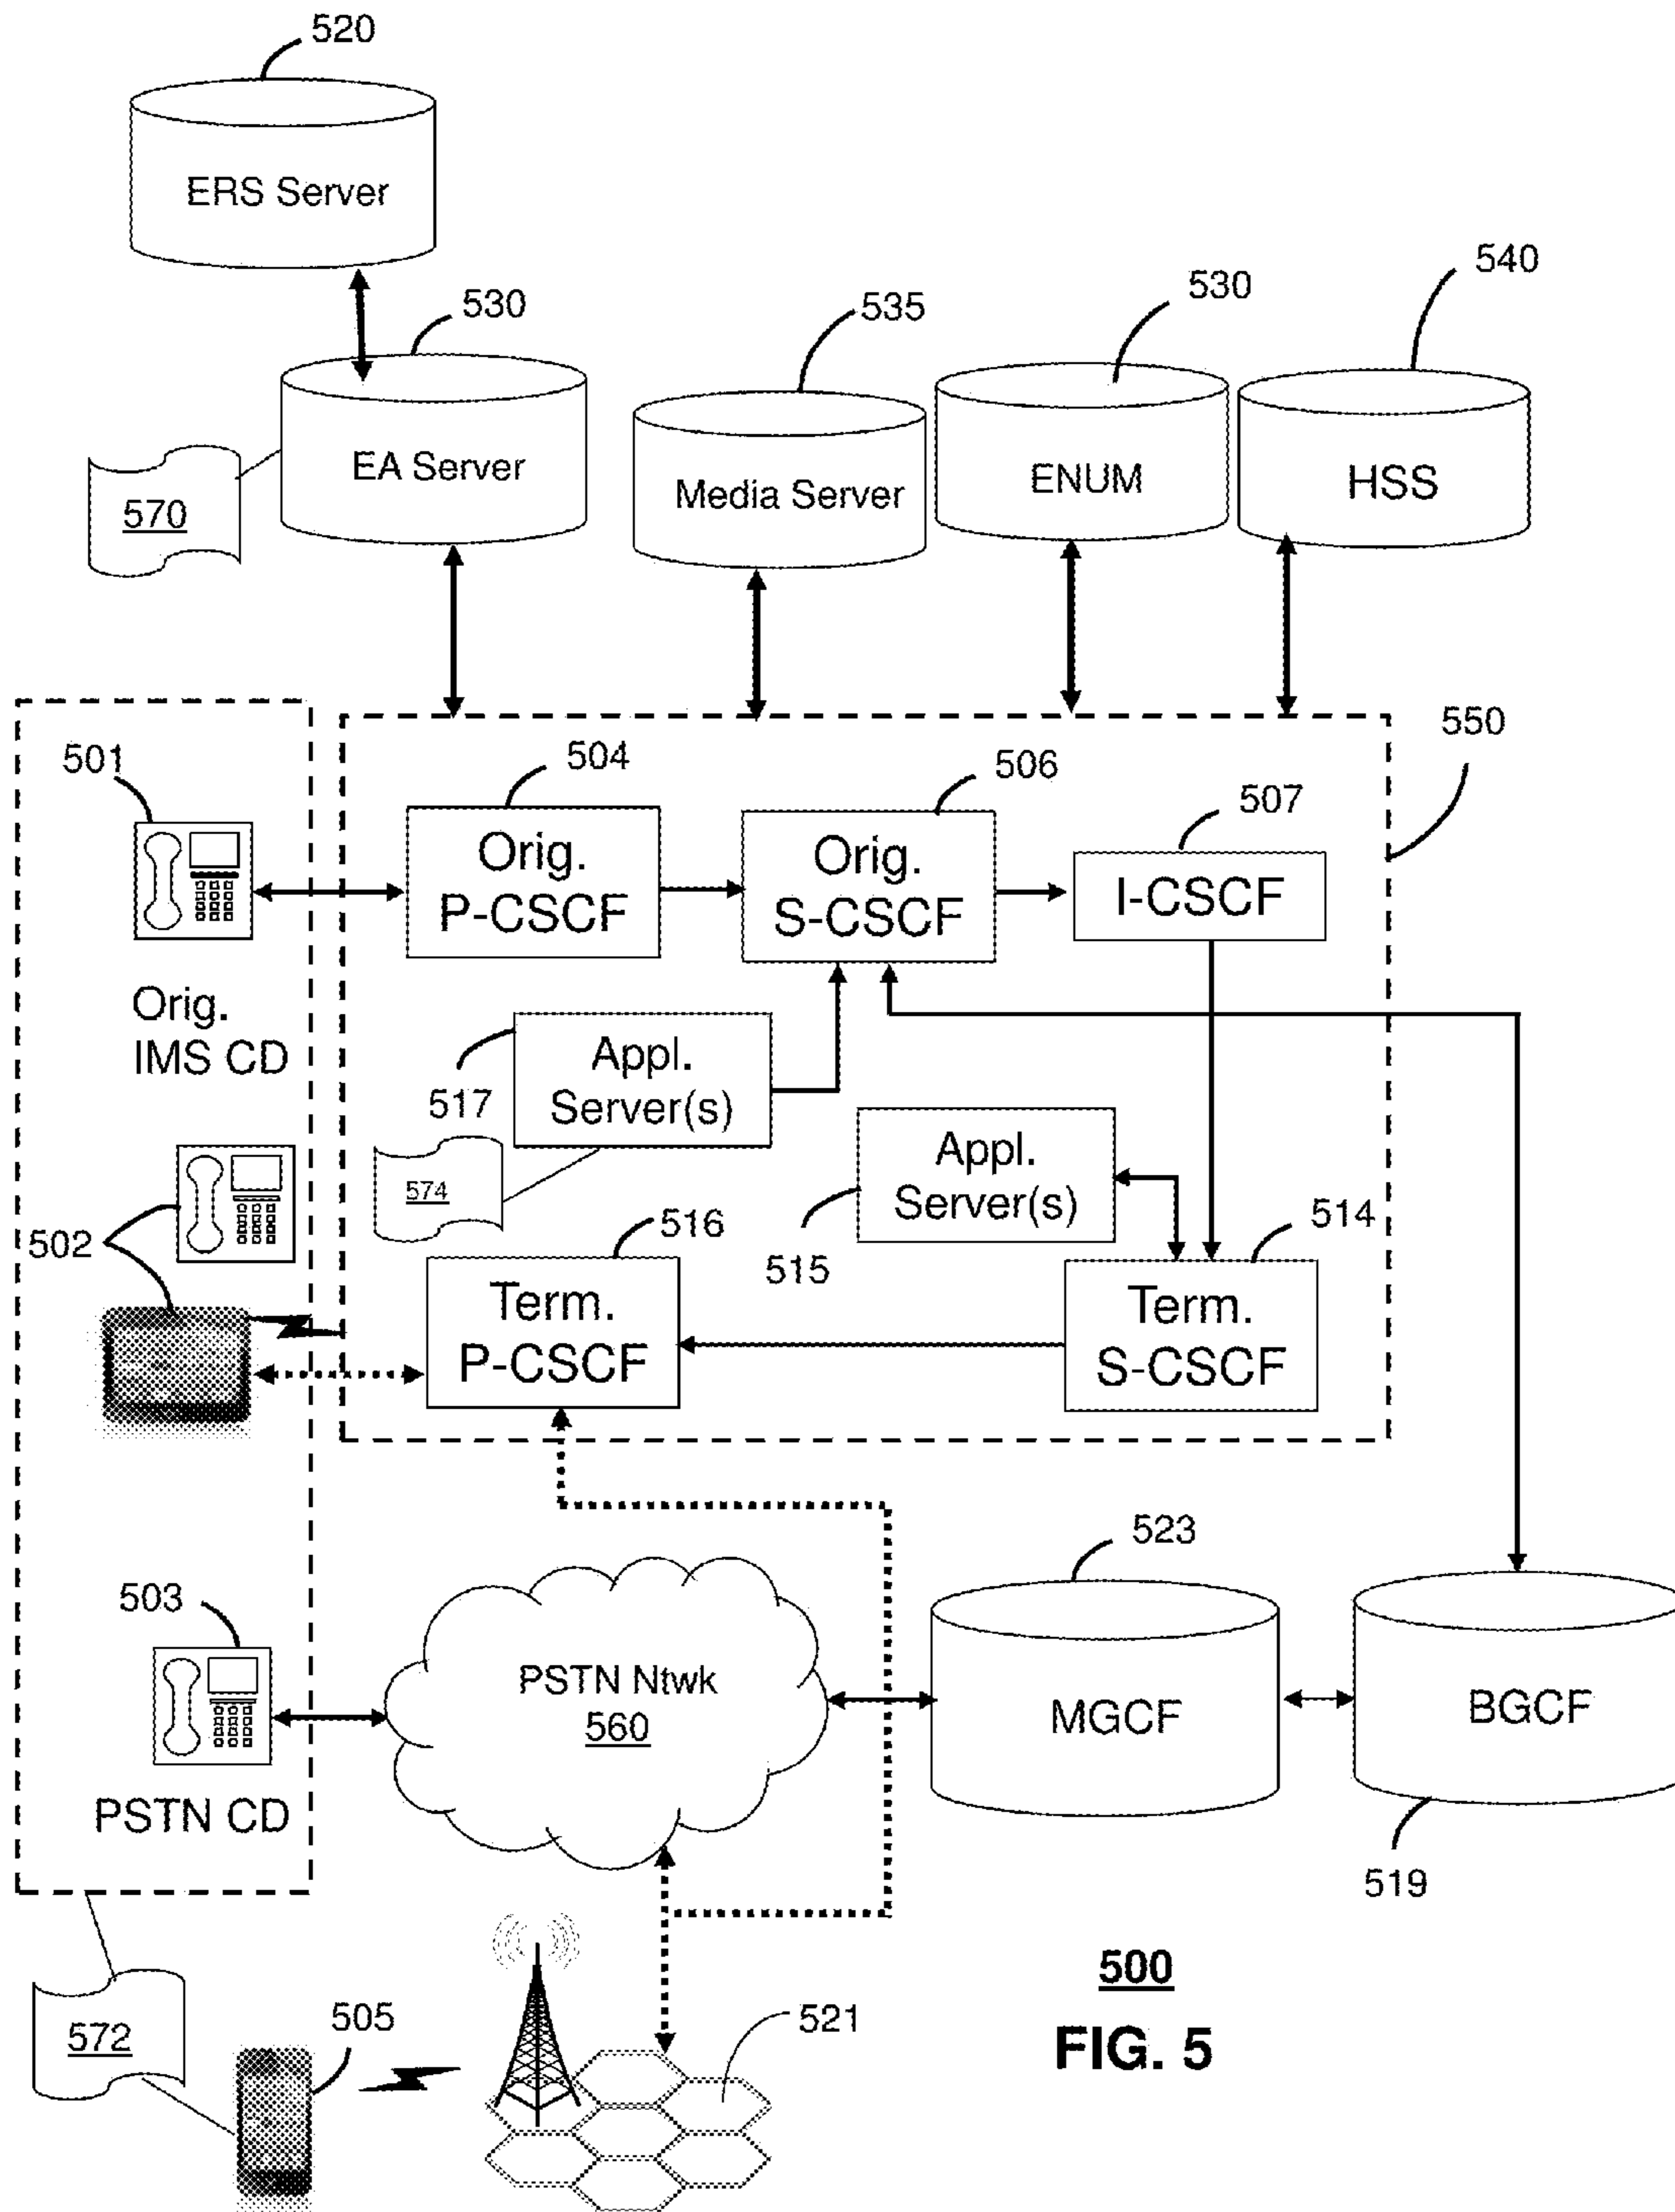 520
ERS Server
530
535
530
540
EA Server
Media Server
ENUM
HSS
570
550
501
504
506
507
Orig.
P-CSCF
Orig.
S-CSCF
I-CSCF
Orig.
IMS CD
517
Appl.
Server(s)
574
Appl.
Server(s)
515
514
502
516
Term.
P-CSCF
Term.
S-CSCF
503
523
PSTN Ntwk
560
MGCF
BGCF
PSTN CD
519
572
505
521
500
FIG. 5